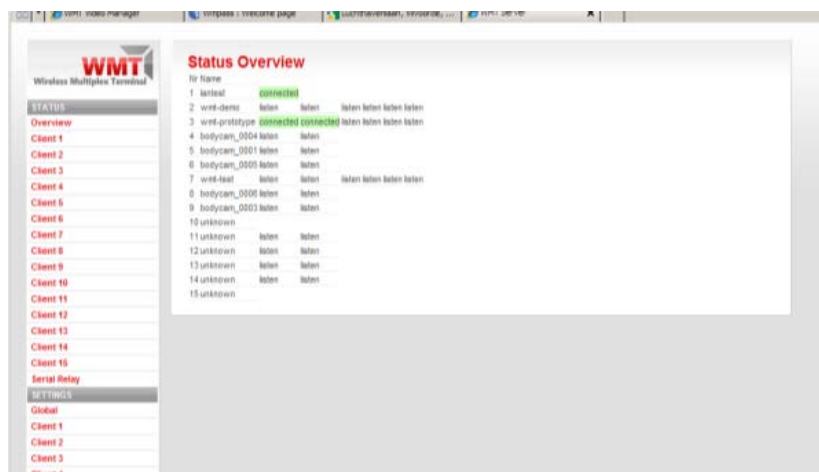 WMT Video Manager
Welcome page
WMT Server
WMT
Wireless Multiplex Terminal
STATUS
Overview
Client 1
Client 2
Client 3
Client 4
Client 5
Client 6
Client 7
Client 8
Client 9
Client 10
Client 11
Client 12
Client 13
Client 14
Client 15
Serial Relay
SETTINGS
Global
Client 1
Client 2
Client 3
Status Overview
Nr Name
1 lantest connected
2 wmt-demo listen listen listen listen listen listen
3 wmt-prototype connected connected listen listen listen listen
4 bodycam_0004 listen listen
5 bodycam_0001 listen listen
6 bodycam_0005 listen listen
7 wmt-test listen listen listen listen listen listen
8 bodycam_0006 listen listen
9 bodycam_0003 listen listen
10 unknown
11 unknown listen listen
12 unknown listen listen
13 unknown listen listen
14 unknown listen listen
15 unknown